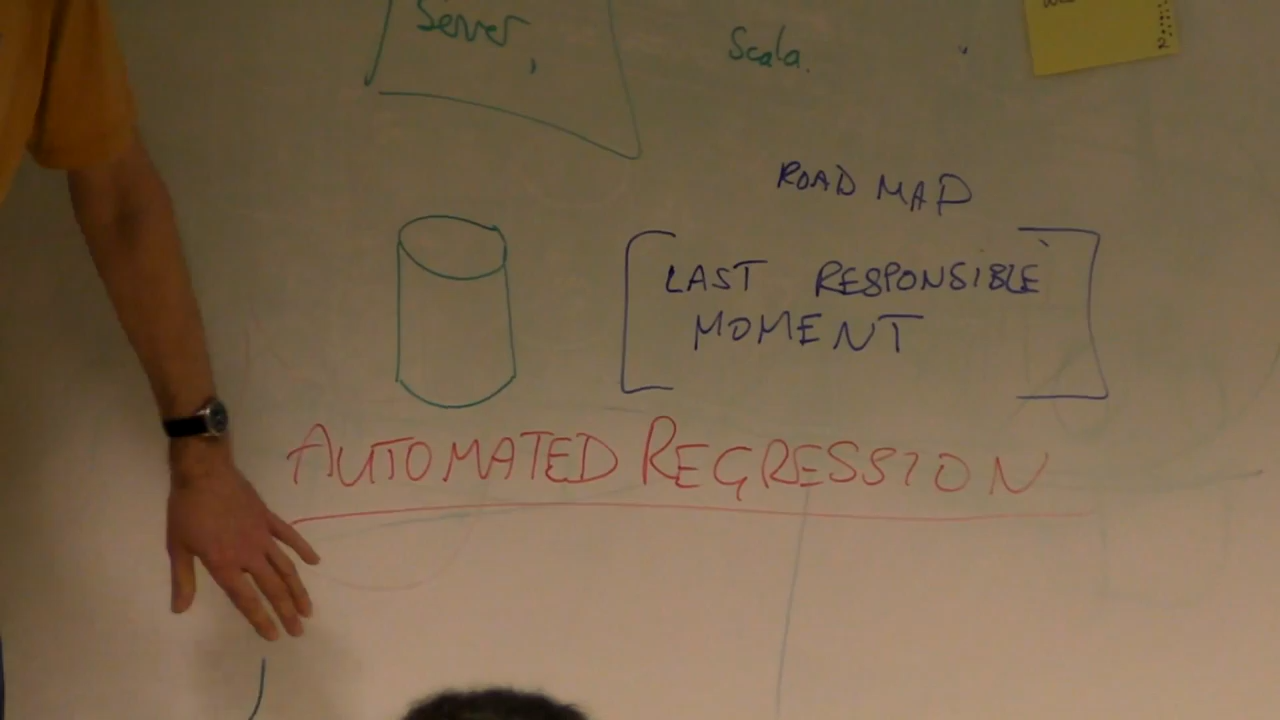 Server
Scala.
ROAD MAP
LAST RESPONSIBLE
MOMENT
AUTOMATED REGRESSION